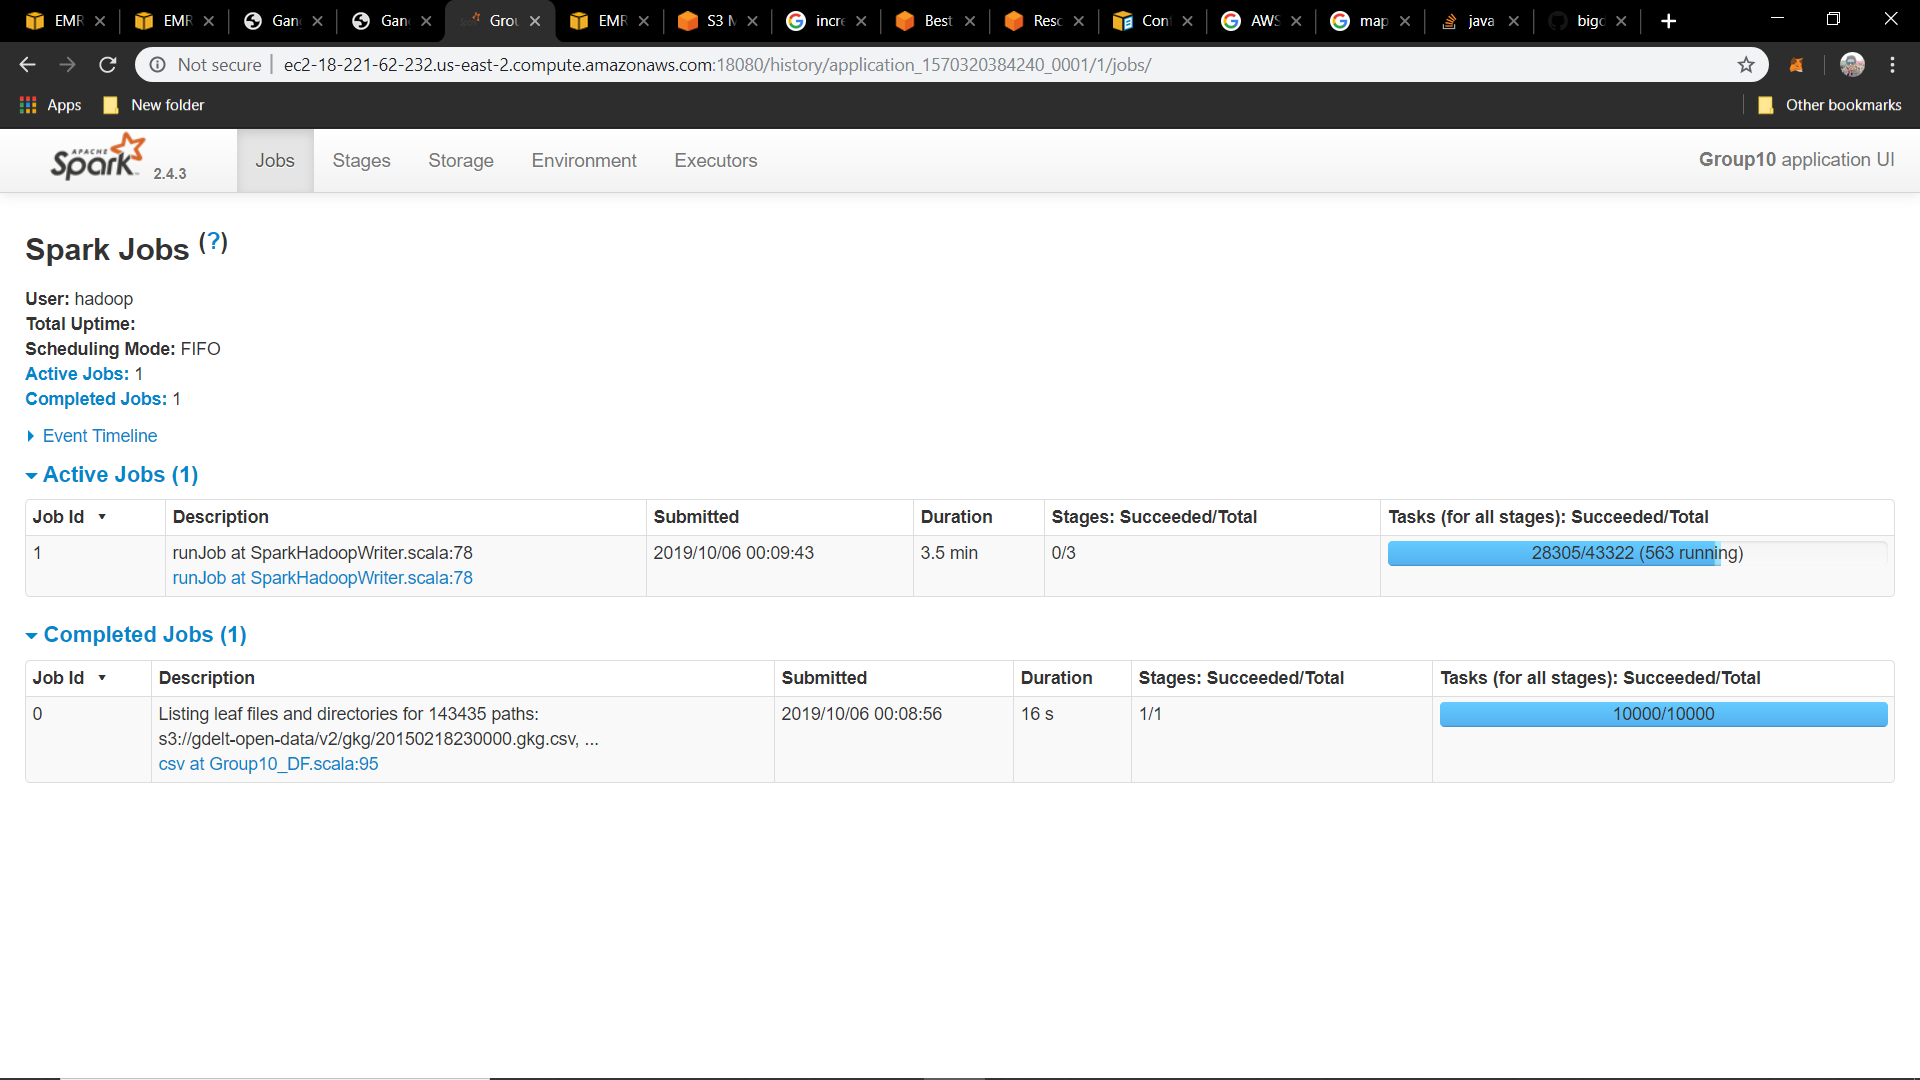 EMR
EMR
Gan
Gan
Grou
EMR
S3 M
incre
Best
Reso
Conf
AWS
map
java
bigd
Not secure
ec2-18-221-62-232.us-east-2.compute.amazonaws.com:18080/history/application_1570320384240_0001/1/jobs/
Apps
New folder
Other bookmarks
APACHE Spark 2.4.3
Jobs
Stages
Storage
Environment
Executors
Group10 application UI
Spark Jobs (?)
User: hadoop
Total Uptime:
Scheduling Mode: FIFO
Active Jobs: 1
Completed Jobs: 1
Event Timeline
Active Jobs (1)
Job Id ▾ Description Submitted Duration Stages: Succeeded/Total Tasks (for all stages): Succeeded/Total
1 runJob at SparkHadoopWriter.scala:78 2019/10/06 00:09:43 3.5 min 0/3 28305/43322 (563 running)
runJob at SparkHadoopWriter.scala:78
Completed Jobs (1)
Job Id ▾ Description Submitted Duration Stages: Succeeded/Total Tasks (for all stages): Succeeded/Total
0 Listing leaf files and directories for 143435 paths: 2019/10/06 00:08:56 16 s 1/1 10000/10000
s3://gdelt-open-data/v2/gkg/20150218230000.gkg.csv, ...
csv at Group10_DF.scala:95